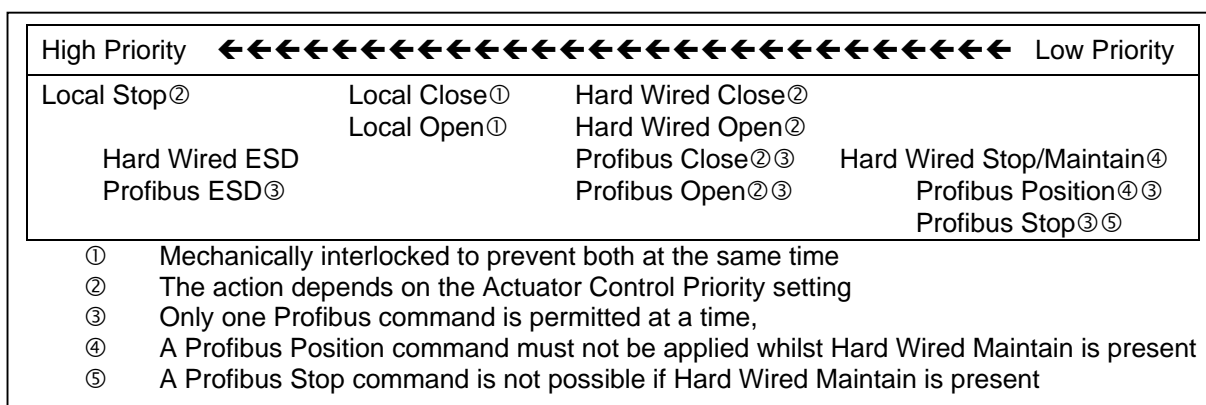 High Priority 🡸🡸🡸🡸🡸🡸🡸🡸🡸🡸🡸🡸🡸🡸🡸🡸🡸🡸🡸🡸🡸🡸🡸🡸🡸🡸🡸🡸 Low Priority
Local Stop② Local Close① Hard Wired Close②
Local Open① Hard Wired Open②
Hard Wired ESD Profibus Close②③ Hard Wired Stop/Maintain④
Profibus ESD③ Profibus Open②③ Profibus Position④③
Profibus Stop③⑤
① Mechanically interlocked to prevent both at the same time
② The action depends on the Actuator Control Priority setting
③ Only one Profibus command is permitted at a time,
④ A Profibus Position command must not be applied whilst Hard Wired Maintain is present
⑤ A Profibus Stop command is not possible if Hard Wired Maintain is present